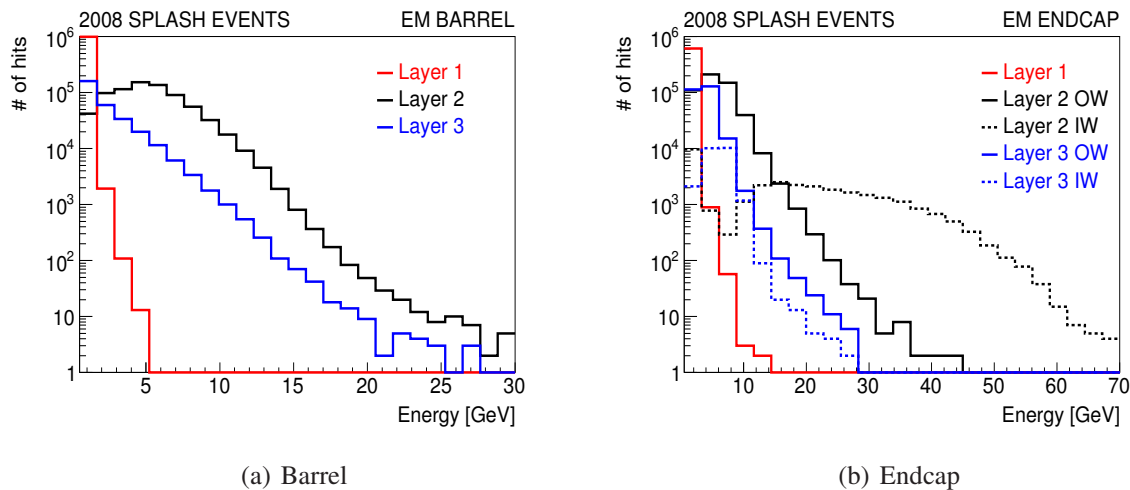 2008 SPLASH EVENTS EM BARREL
# of hits
10^6
10^5
10^4
10^3
10^2
10
1
Layer 1
Layer 2
Layer 3
5 10 15 20 25 30
Energy [GeV]
(a) Barrel
2008 SPLASH EVENTS EM ENDCAP
# of hits
10^6
10^5
10^4
10^3
10^2
10
1
Layer 1
Layer 2 OW
Layer 2 IW
Layer 3 OW
Layer 3 IW
10 20 30 40 50 60 70
Energy [GeV]
(b) Endcap